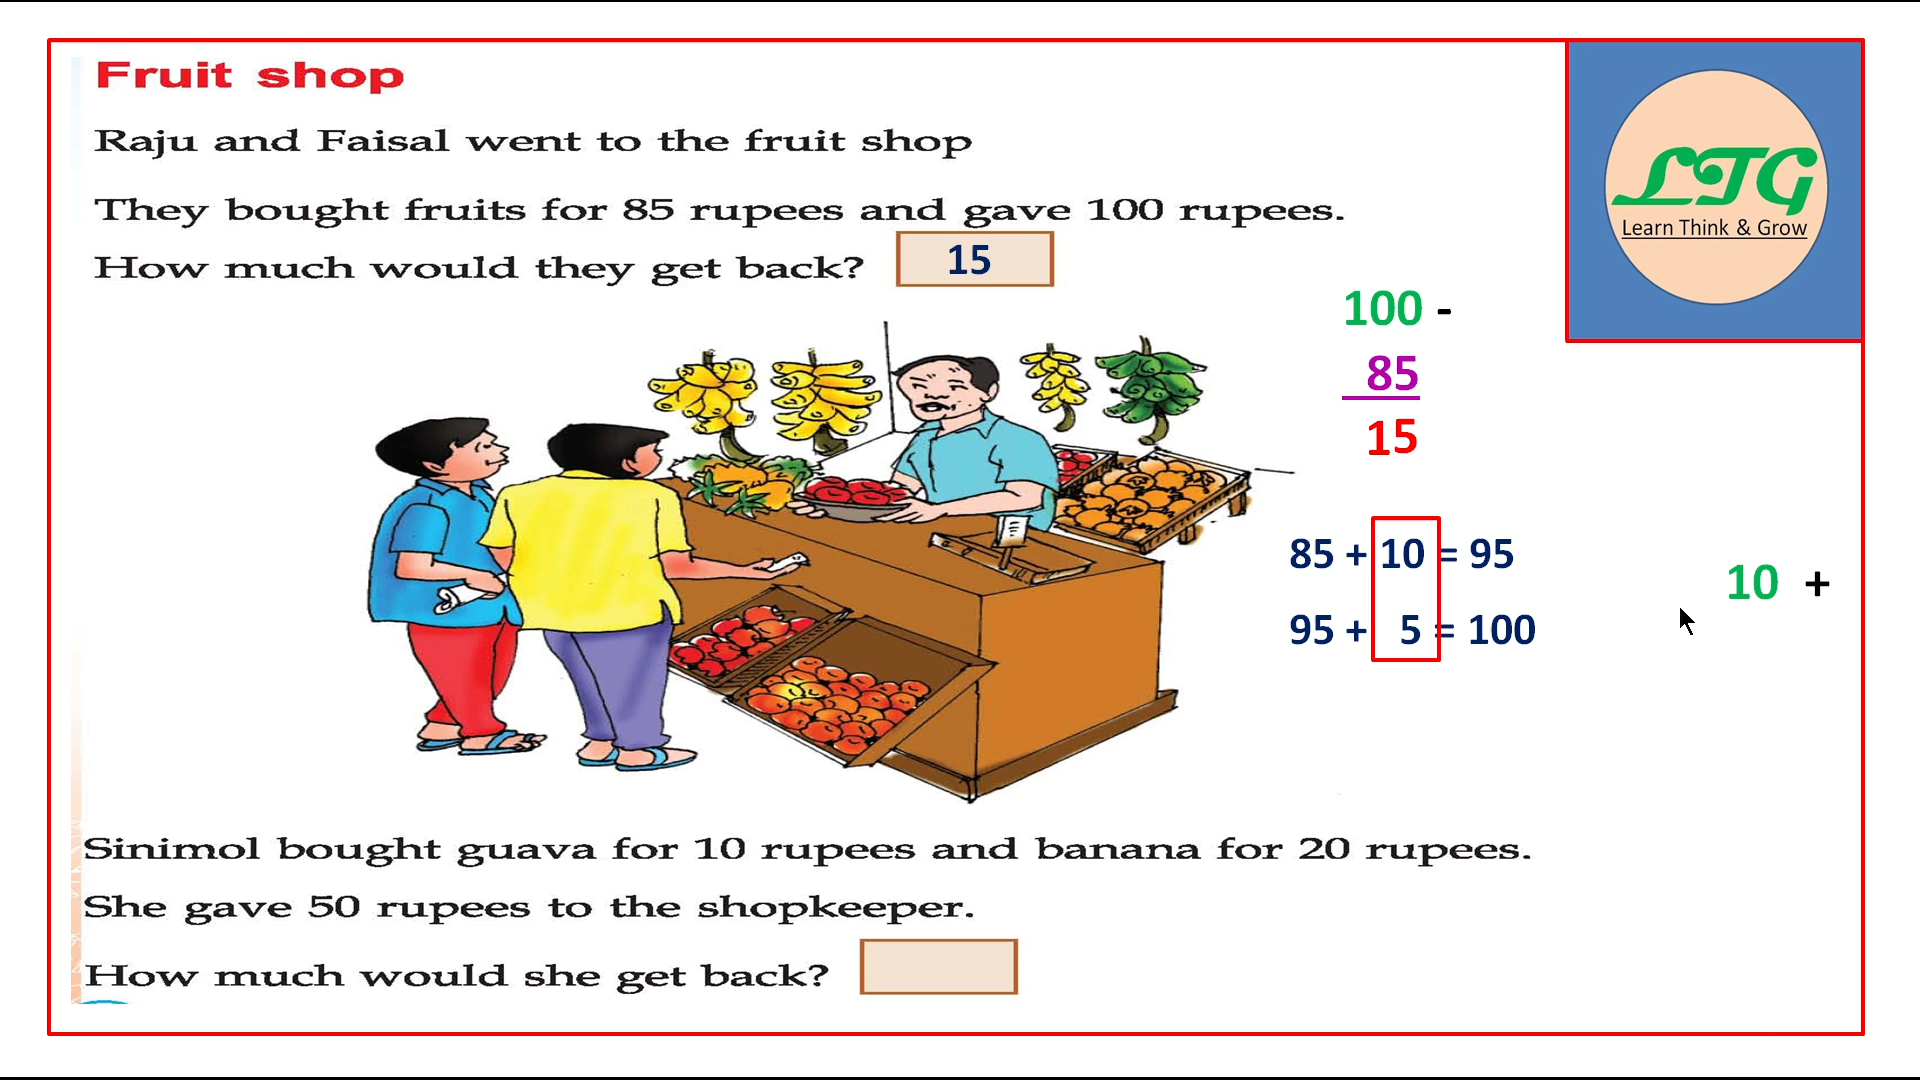 Fruit shop
Raju and Faisal went to the fruit shop
They bought fruits for 85 rupees and gave 100 rupees.
How much would they get back? 15
LTG
Learn Think & Grow
100 -
85
15
85 + 10 = 95
95 + 5 = 100
10 +
Sinimol bought guava for 10 rupees and banana for 20 rupees.
She gave 50 rupees to the shopkeeper.
How much would she get back?